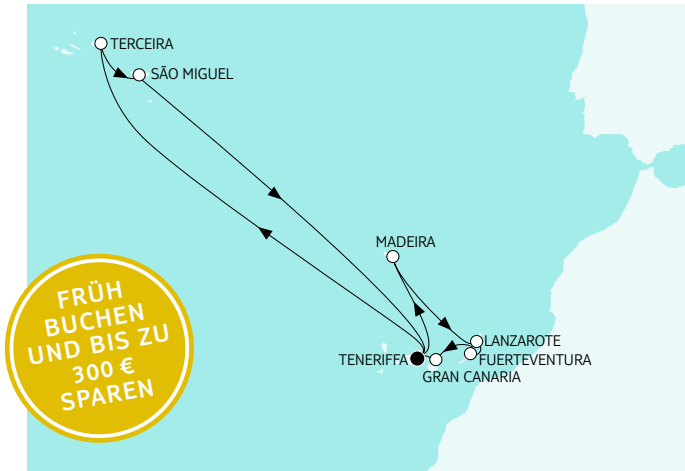 TERCEIRA
SÃO MIGUEL
MADEIRA
LANZAROTE
FUERTEVENTURA
TENERIFFA
GRAN CANARIA
FRÜH
BUCHEN
UND BIS ZU
300 €
SPAREN